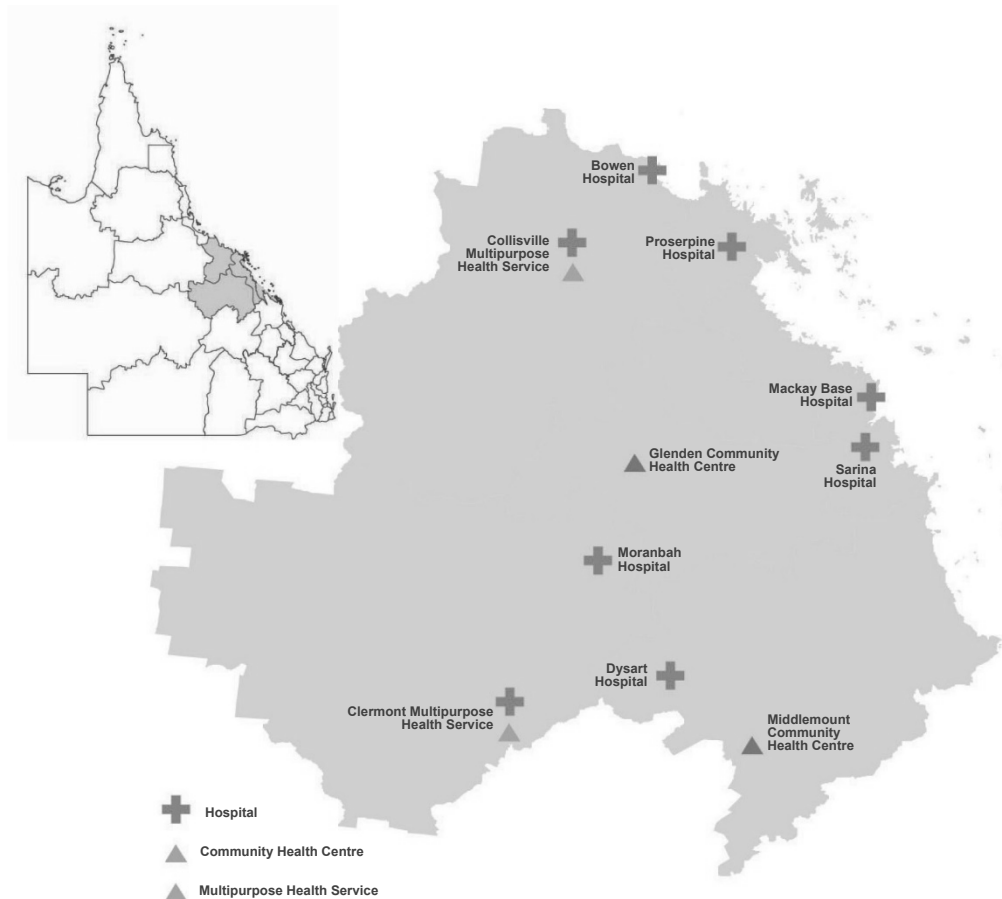 Bowen
Hospital
Collisville
Multipurpose
Health Service
Proserpine
Hospital
Mackay Base
Hospital
Glenden Community
Health Centre
Sarina
Hospital
Moranbah
Hospital
Dysart
Hospital
Clermont Multipurpose
Health Service
Middlemount
Community
Health Centre
Hospital
Community Health Centre
Multipurpose Health Service